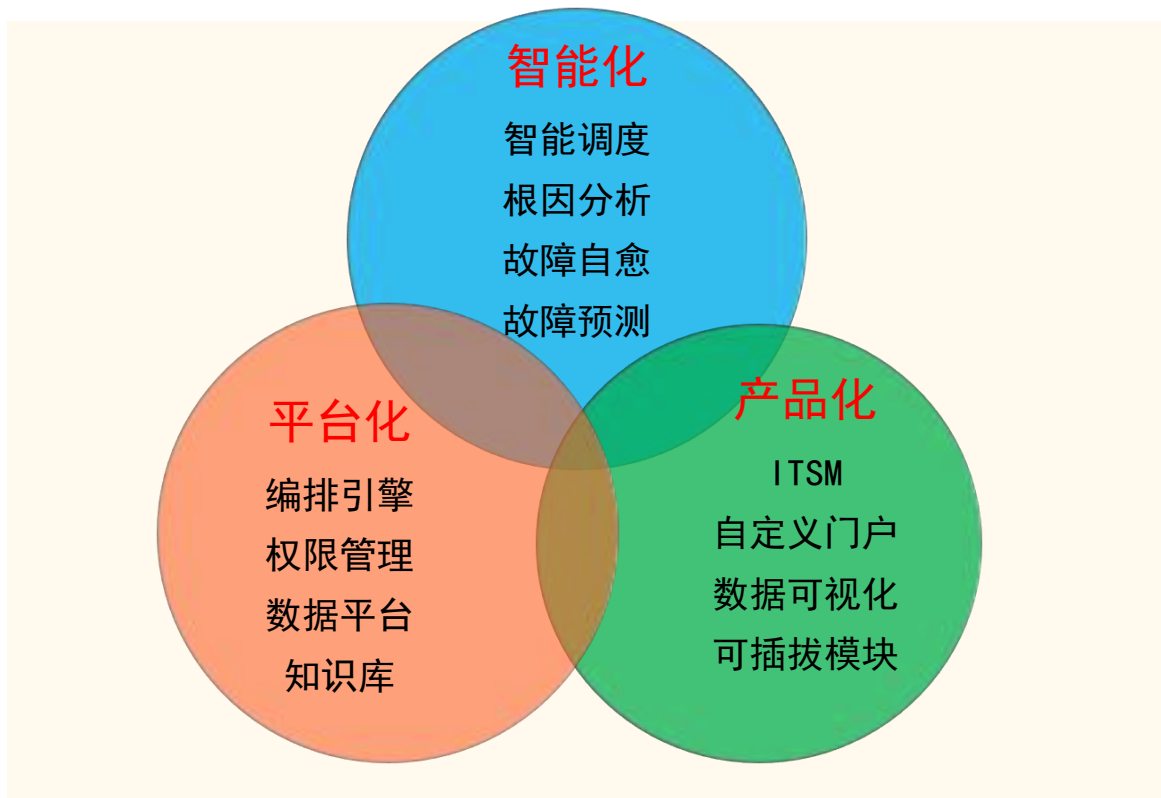 智能化
智能调度
根因分析
故障自愈
故障预测
平台化
编排引擎
权限管理
数据平台
知识库
产品化
ITSM
自定义门户
数据可视化
可插拔模块